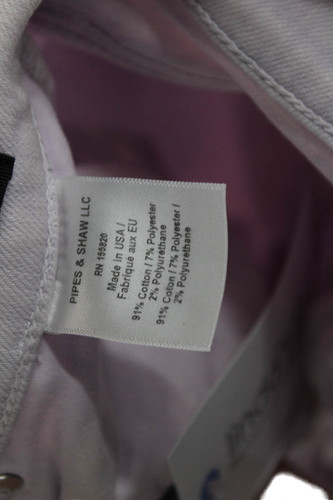 PIPES & SHAW LLC
RN 155820
Made in USA /
Fabriqué aux EU
91% Cotton / 7% Polyester
2% Polyurethane /
91% Coton / 7% Polyester
2% Polyuréthane